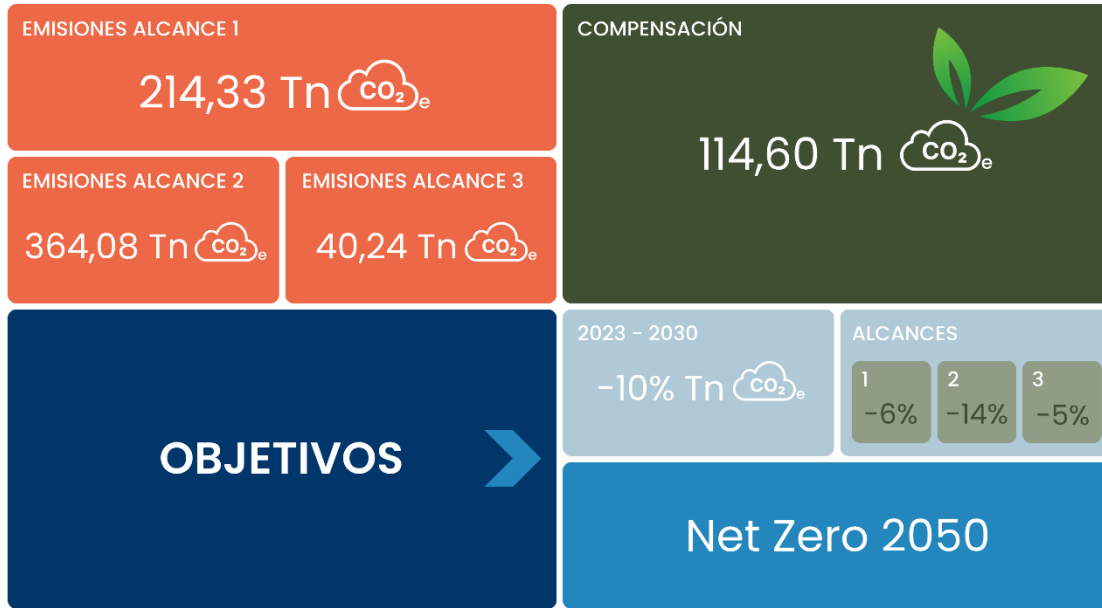 EMISIONES ALCANCE 1
214,33 Tn CO₂e
EMISIONES ALCANCE 2
364,08 Tn CO₂e
EMISIONES ALCANCE 3
40,24 Tn CO₂e
COMPENSACIÓN
114,60 Tn CO₂e
OBJETIVOS
2023 - 2030
-10% Tn CO₂e
ALCANCES
1
-6%
2
-14%
3
-5%
Net Zero 2050